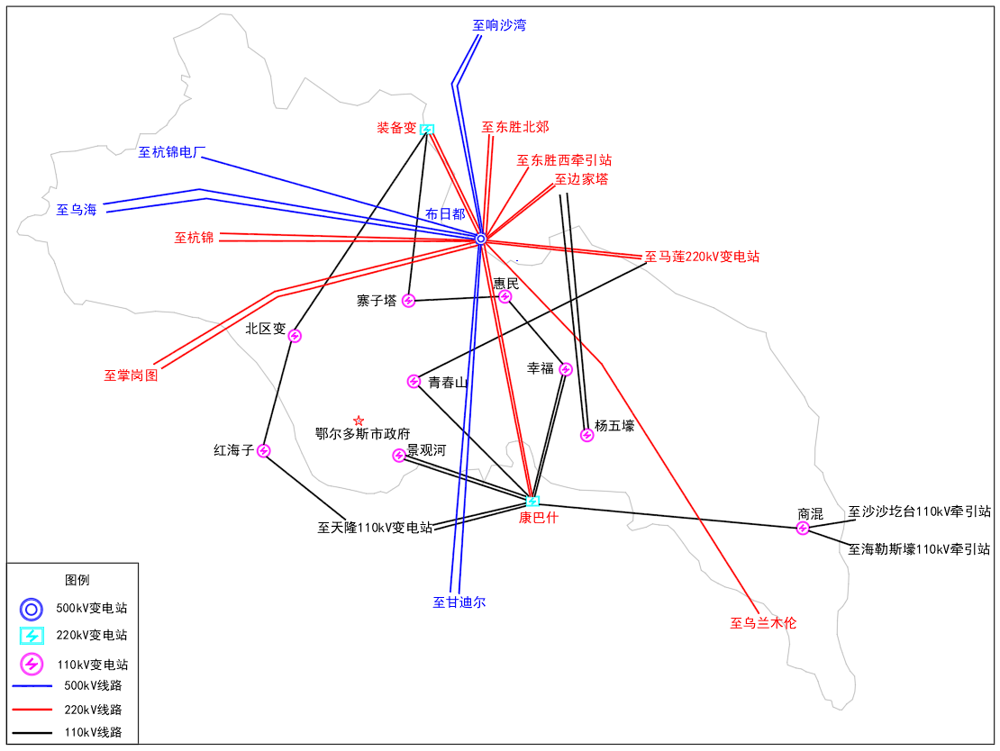 至响沙湾
装备变
至东胜北郊
至杭锦电厂
至东胜西牵引站
至边家塔
至乌海
布日都
至杭锦
至马莲220kV变电站
惠民
寨子塔
北区变
至掌岗图
幸福
青春山
杨五壕
鄂尔多斯市政府
红海子
景观河
至沙沙圪台110kV牵引站
商混
康巴什
至天隆110kV变电站
至海勒斯壕110kV牵引站
图例
至甘迪尔
500kV变电站
至乌兰木伦
220kV变电站
110kV变电站
500kV线路
220kV线路
110kV线路